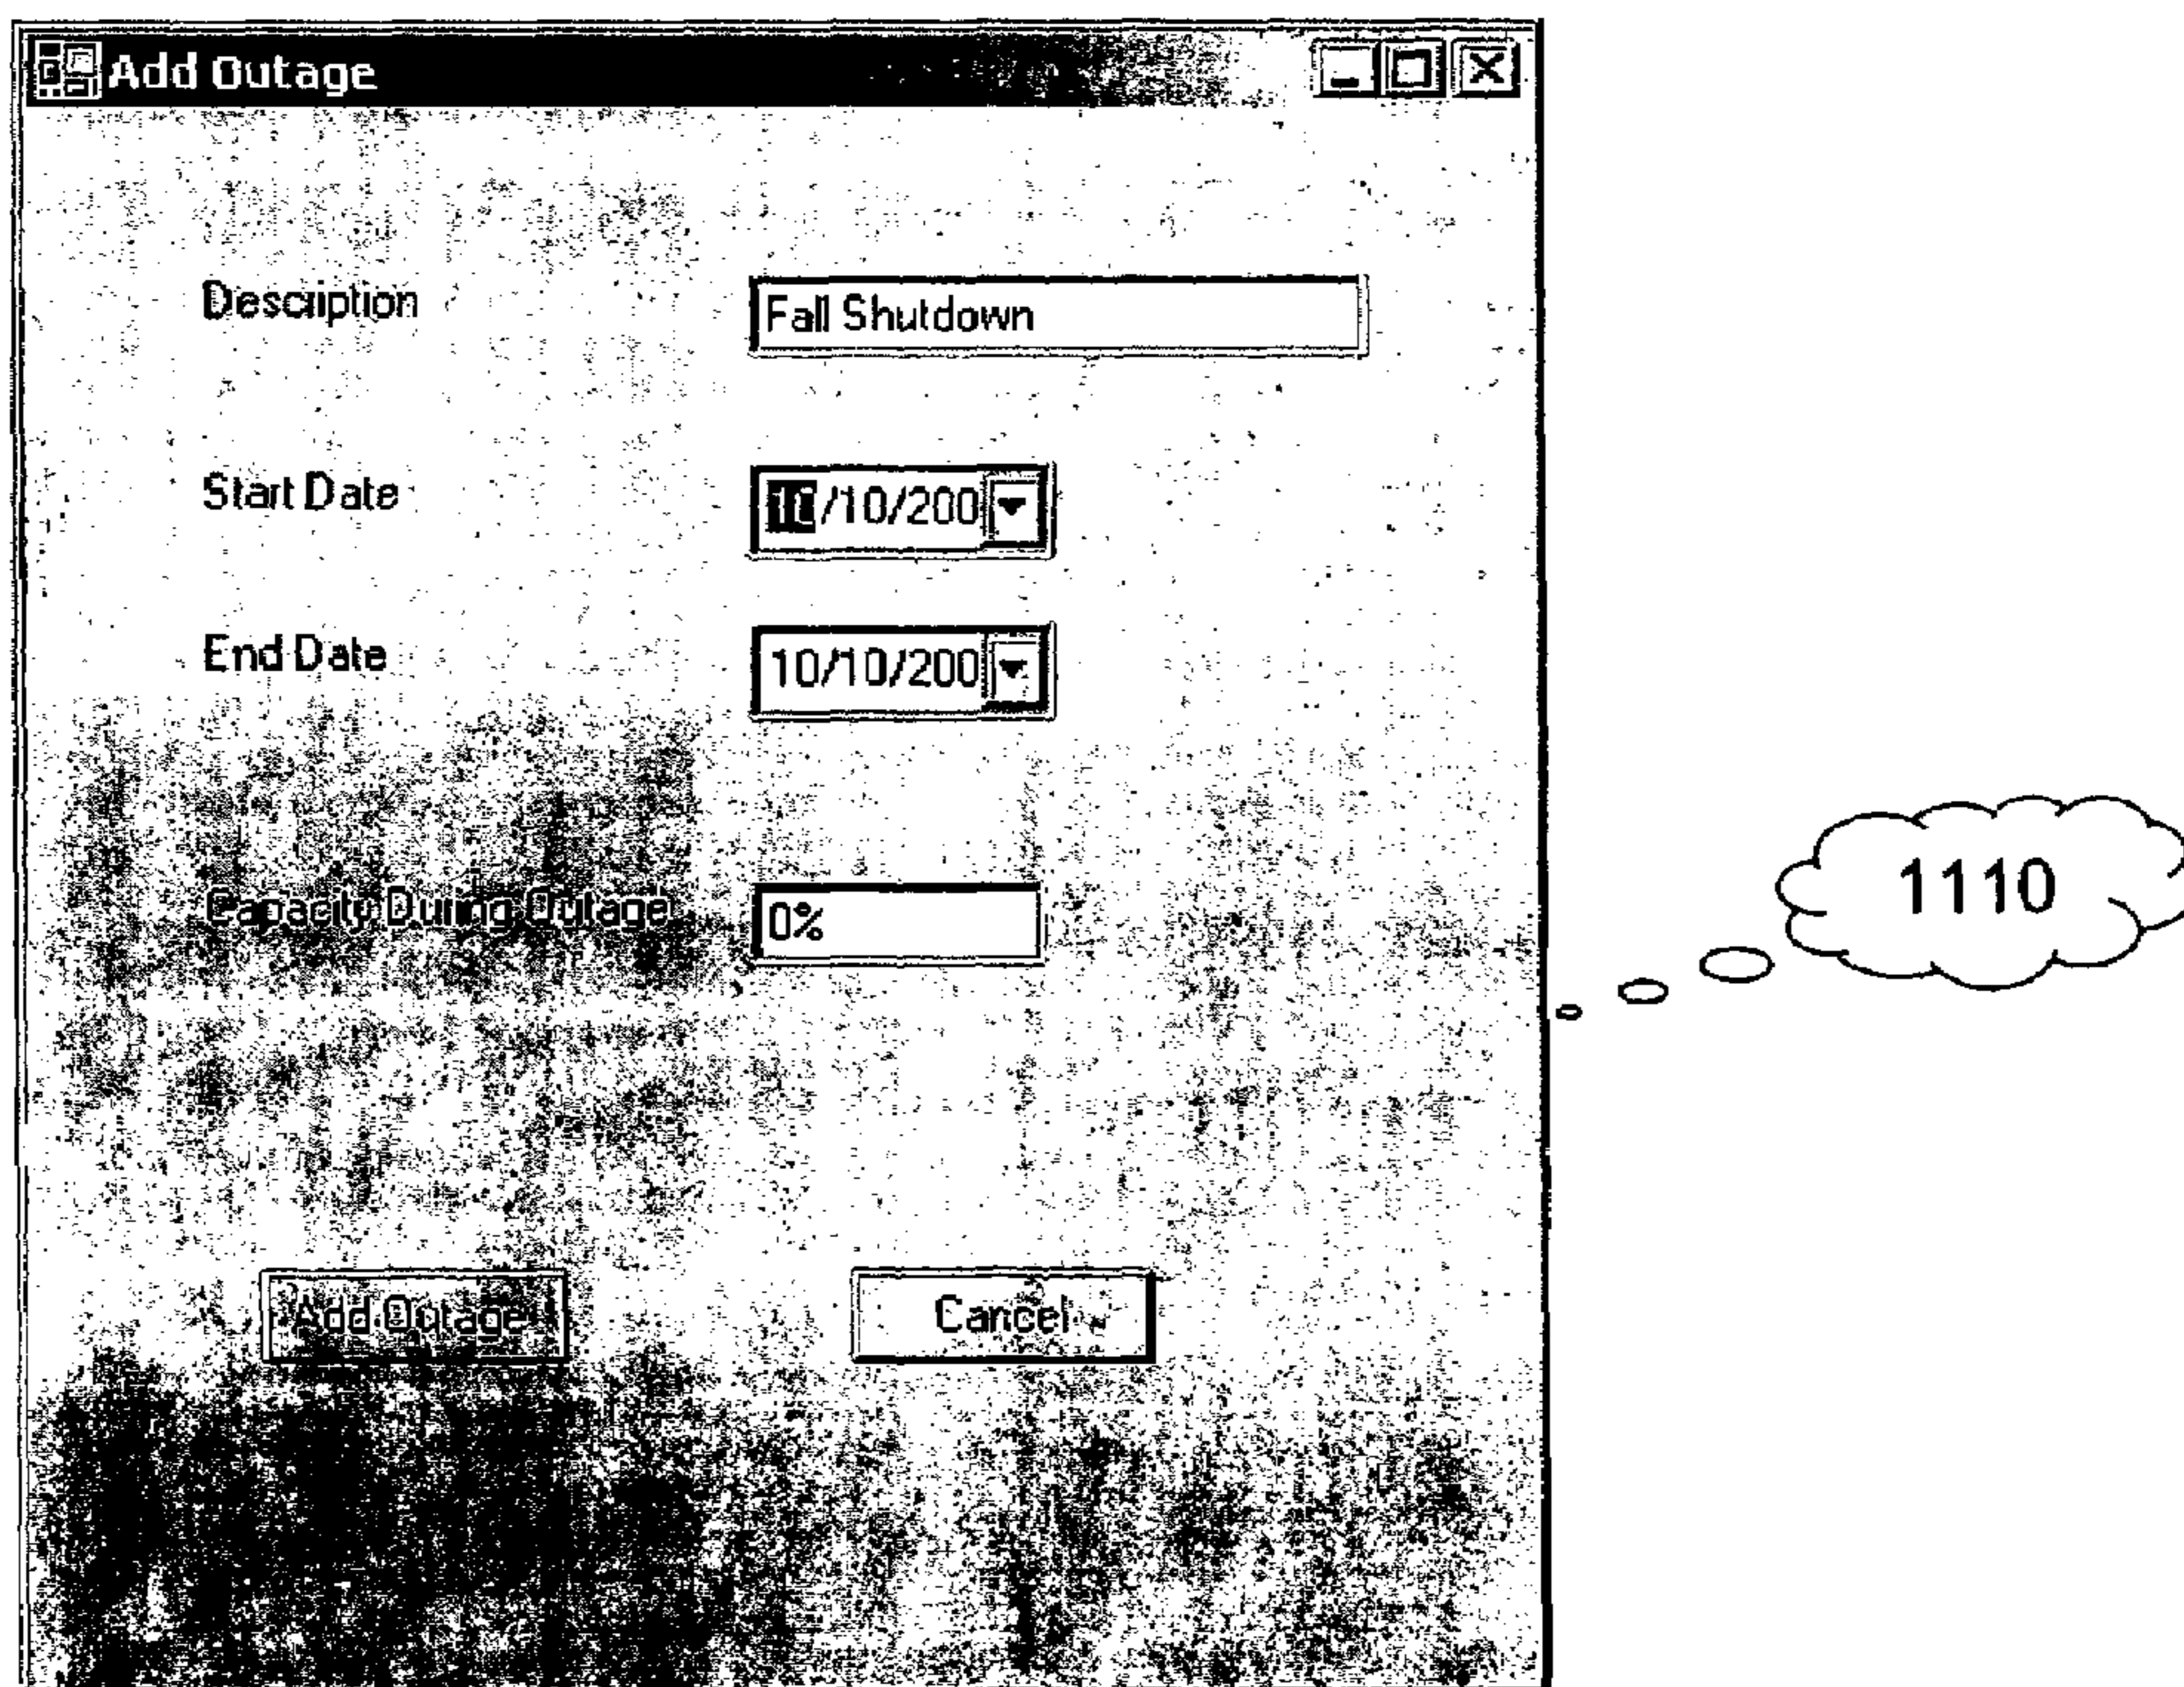 Add Outage
Description
Fall Shutdown
Start Date
10/10/200
End Date
10/10/200
Capacity During Outage
0%
1110
Add Outage
Cancel